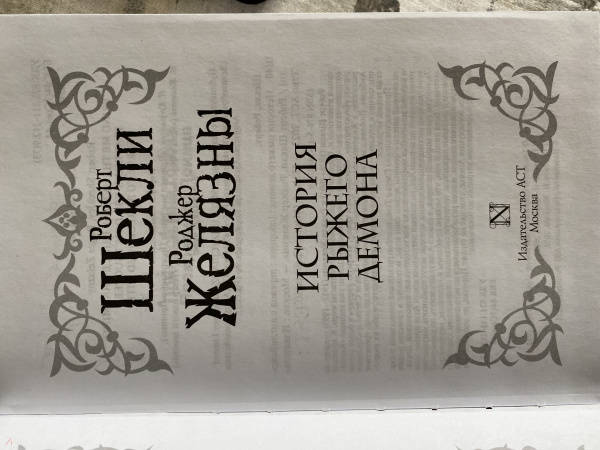 Роберт
Шекли
Роджер
Желязны
ИСТОРИЯ
РЫЖЕГО
ДЕМОНА
Издательство АСТ
Москва